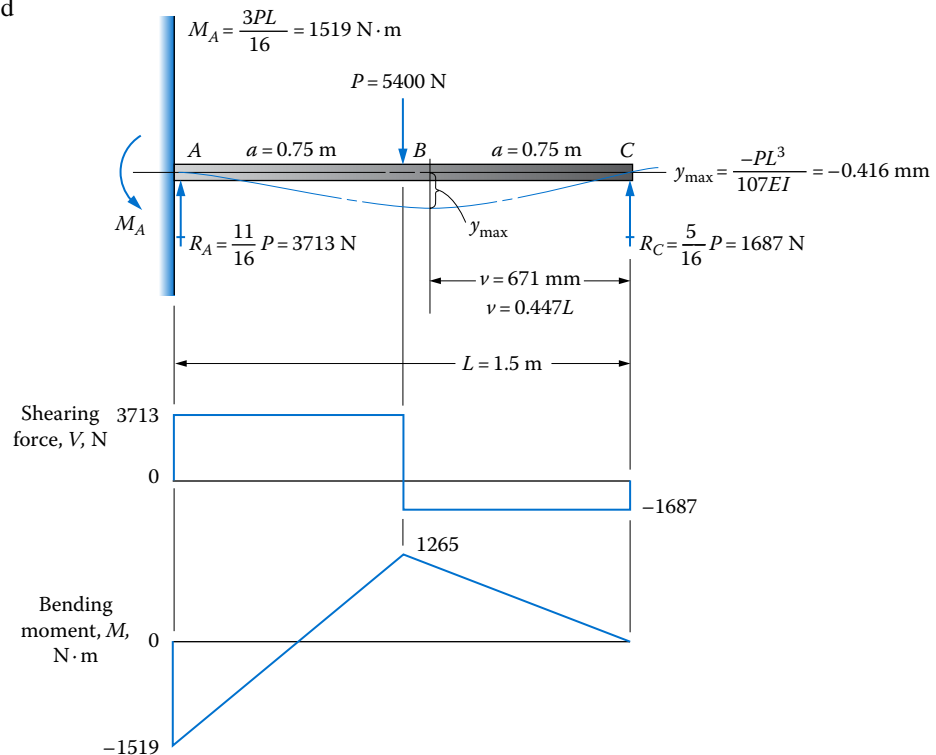 d
M_A = 3PL/16 = 1519 N·m
P = 5400 N
A a = 0.75 m B a = 0.75 m C
y_max = −PL³/107EI = −0.416 mm
M_A
R_A = 11/16 P = 3713 N
y_max
R_C = 5/16 P = 1687 N
v = 671 mm
v = 0.447L
L = 1.5 m
Shearing
force, V, N
3713
0
−1687
1265
Bending
moment, M,
N·m
0
−1519